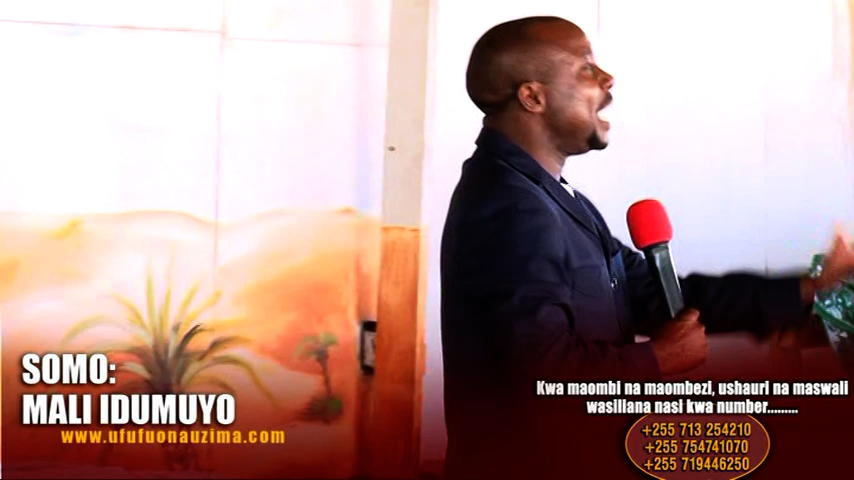 SOMO:
MALI IDUMUYO
www.ufufuonauzima.com
Kwa maombi na maombezi, ushauri na maswali
wasiliana nasi kwa number.........
+255 713 254210
+255 754741070
+255 719446250